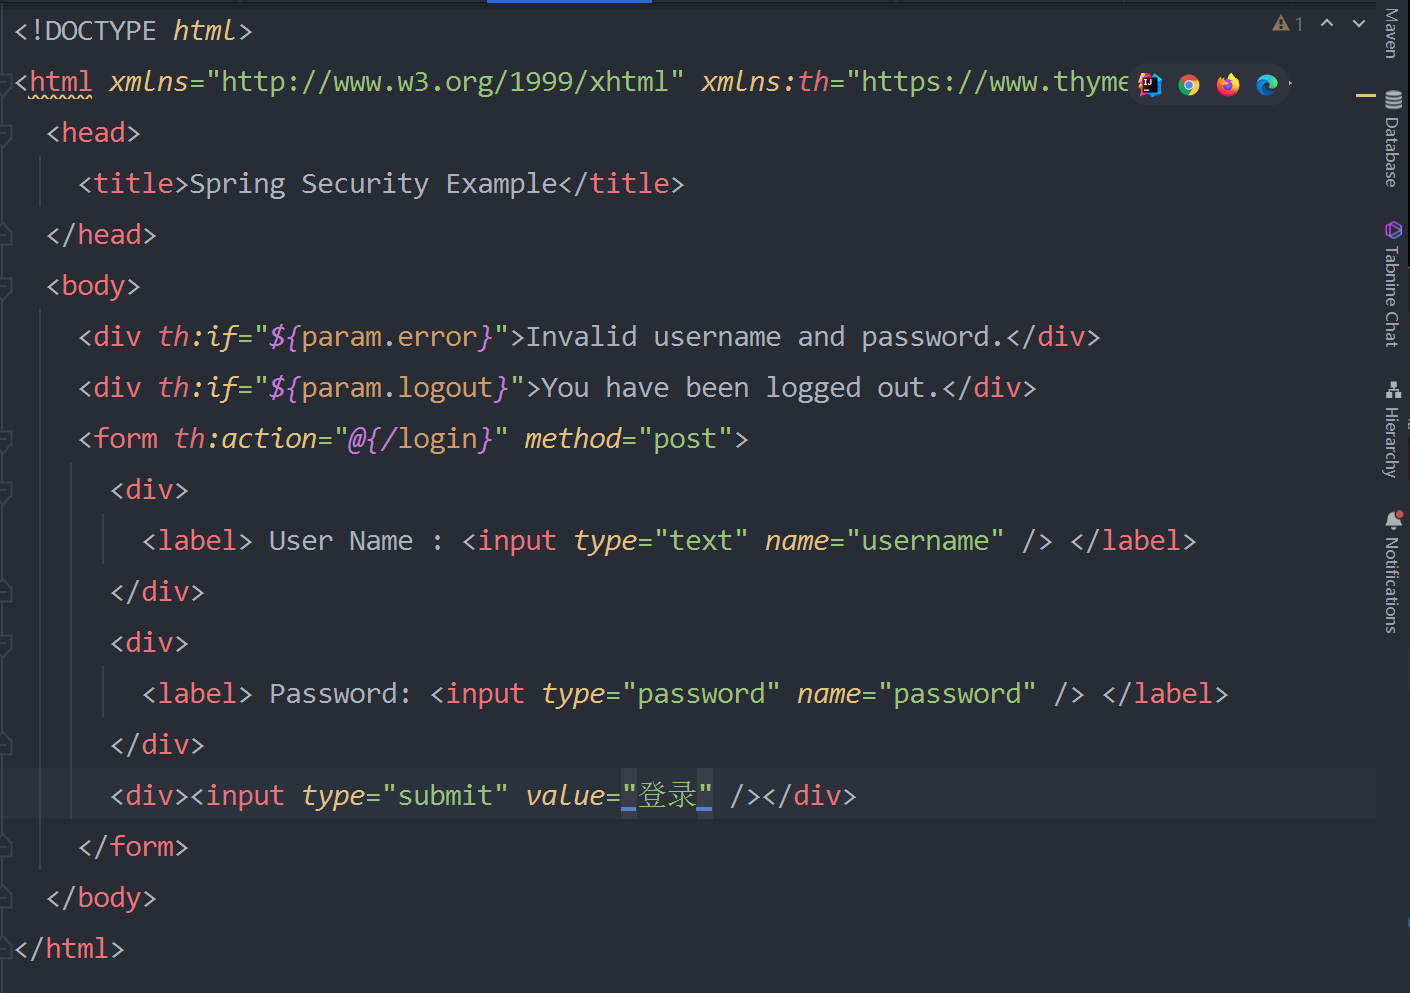 <!DOCTYPE html>
<html xmlns="http://www.w3.org/1999/xhtml" xmlns:th="https://www.thyme
<head>
<title>Spring Security Example</title>
</head>
<body>
<div th:if="${param.error}">Invalid username and password.</div>
<div th:if="${param.logout}">You have been logged out.</div>
<form th:action="@{/login}" method="post">
<div>
<label> User Name : <input type="text" name="username" /> </label>
</div>
<div>
<label> Password: <input type="password" name="password" /> </label>
</div>
<div><input type="submit" value="登录" /></div>
</form>
</body>
</html>
1
Maven
Database
Tabnine Chat
Hierarchy
Notifications